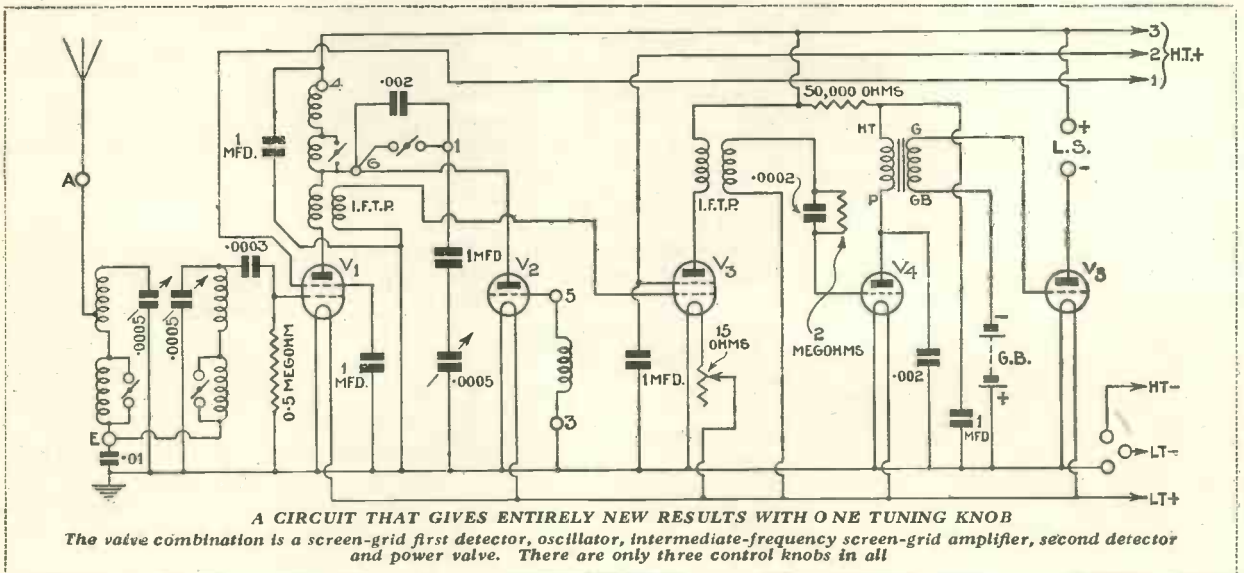 3
2
H.T.+
1
4
.002
50,000 OHMS
HT
G
+
L.S.
-
1
MFD.
6
1
A
.0002
I.F.T.P.
I.F.T.P.
P
GB
.0003
V1
1 MFD
V2
V3
V4
V5
.0005
.0005
5
15
OHMS
2
MEGOHMS
-
G.B.
+
0.5 MEGOHM
1
MFD.
.0005
1 MFD.
.002
1
MFD
HT-
3
E
.01
LT-
LT+
A CIRCUIT THAT GIVES ENTIRELY NEW RESULTS WITH ONE TUNING KNOB
The valve combination is a screen-grid first detector, oscillator, intermediate-frequency screen-grid amplifier, second detector
and power valve. There are only three control knobs in all